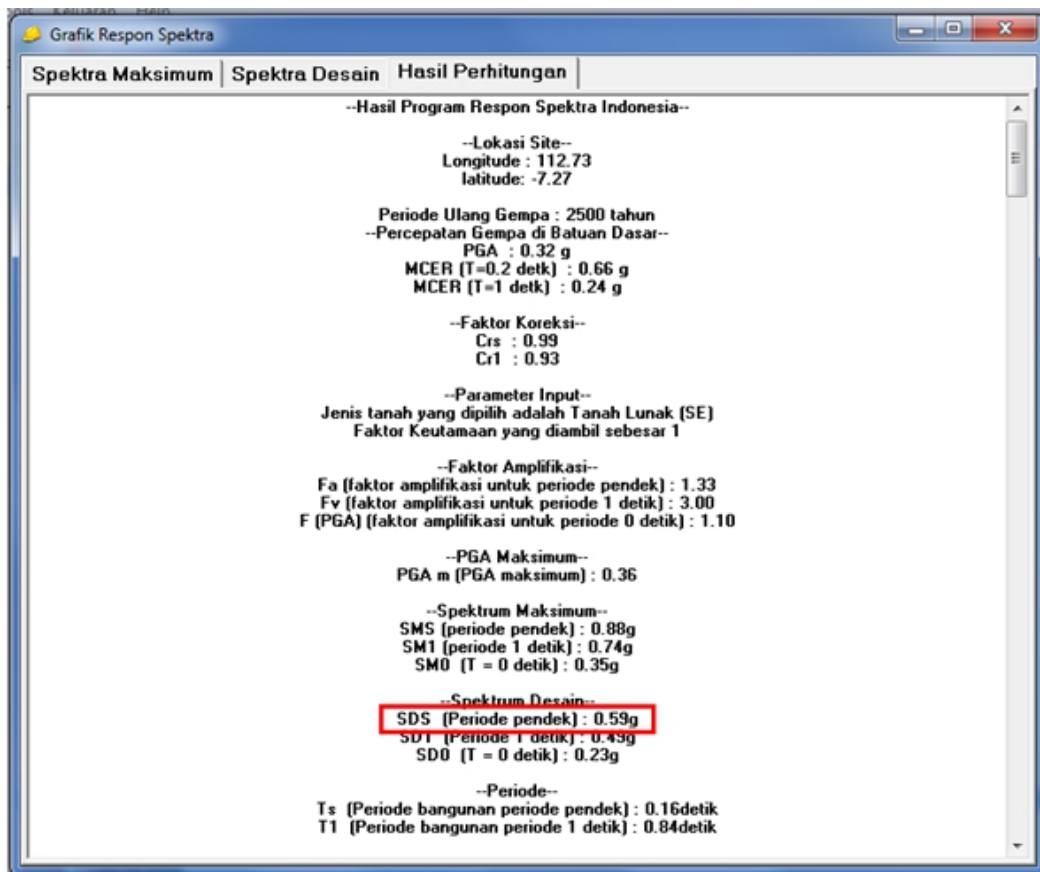 Keluaran Help
Grafik Respon Spektra
Spektra Maksimum Spektra Desain Hasil Perhitungan
--Hasil Program Respon Spektra Indonesia--
--Lokasi Site--
Longitude : 112.73
latitude: -7.27
Periode Ulang Gempa : 2500 tahun
--Percepatan Gempa di Batuan Dasar--
PGA : 0.32 g
MCER (T=0.2 detk) : 0.66 g
MCER (T=1 detk) : 0.24 g
--Faktor Koreksi--
Crs : 0.99
Cr1 : 0.93
--Parameter Input--
Jenis tanah yang dipilih adalah Tanah Lunak (SE)
Faktor Keutamaan yang diambil sebesar 1
--Faktor Amplifikasi--
Fa (faktor amplifikasi untuk periode pendek) : 1.33
Fv (faktor amplifikasi untuk periode 1 detik) : 3.00
F (PGA) (faktor amplifikasi untuk periode 0 detik) : 1.10
--PGA Maksimum--
PGA m (PGA maksimum) : 0.36
--Spektrum Maksimum--
SMS (periode pendek) : 0.88g
SM1 (periode 1 detik) : 0.74g
SM0 (T = 0 detik) : 0.35g
--Spektrum Desain--
SDS (Periode pendek) : 0.59g
SD1 (Periode 1 detik) : 0.49g
SD0 (T = 0 detik) : 0.23g
--Periode--
Ts (Periode bangunan periode pendek) : 0.16detik
T1 (Periode bangunan periode 1 detik) : 0.84detik